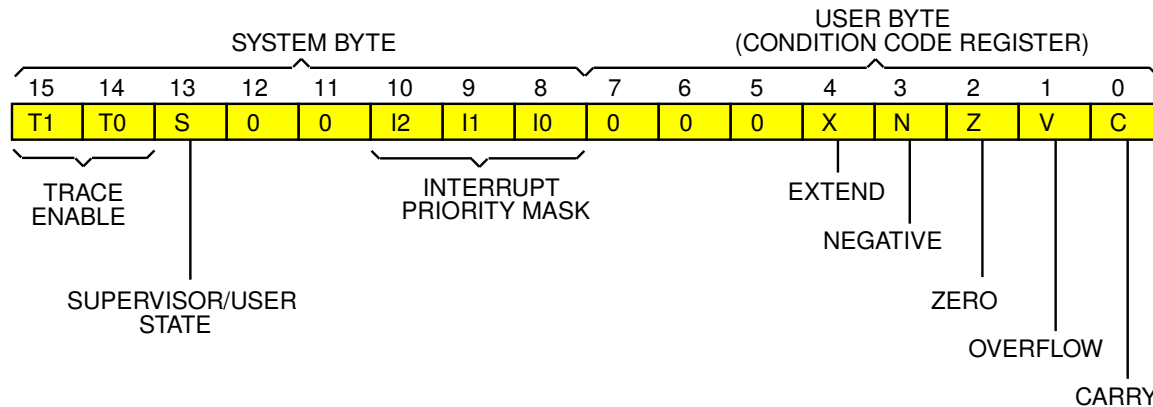 USER BYTE
SYSTEM BYTE (CONDITION CODE REGISTER)
15 14 13 12 11 10 9 8 7 6 5 4 3 2 1 0
T1 T0 S 0 0 I2 I1 I0 0 0 0 X N Z V C
TRACE
ENABLE
INTERRUPT
PRIORITY MASK
EXTEND
NEGATIVE
SUPERVISOR/USER
STATE
ZERO
OVERFLOW
CARRY